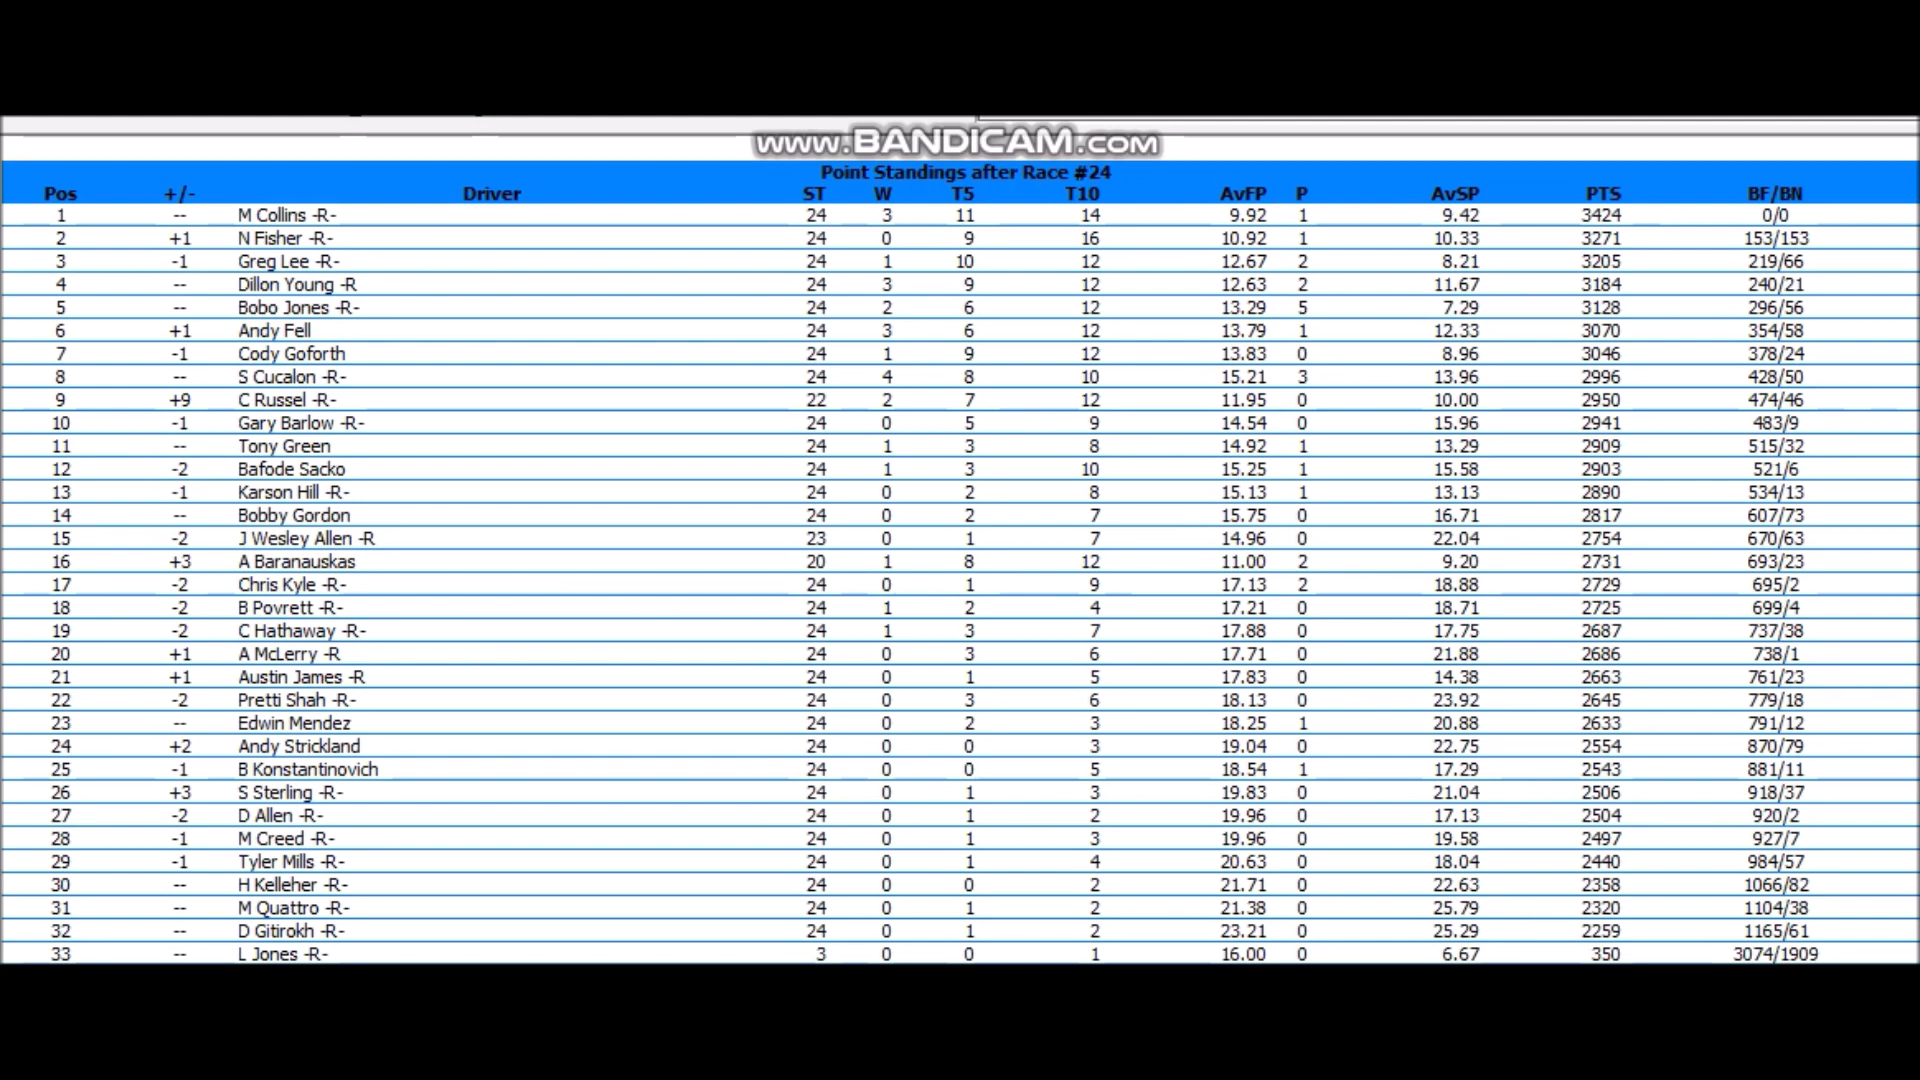 www.BANDICAM.com
Point Standings after Race #24
Pos +/- Driver ST W T5 T10 AvFP P AvSP PTS BF/BN
1 -- M Collins -R- 24 3 11 14 9.92 1 9.42 3424 0/0
2 +1 N Fisher -R- 24 0 9 16 10.92 1 10.33 3271 153/153
3 -1 Greg Lee -R- 24 1 10 12 12.67 2 8.21 3205 219/66
4 -- Dillon Young -R 24 3 9 12 12.63 2 11.67 3184 240/21
5 -- Bobo Jones -R- 24 2 6 12 13.29 5 7.29 3128 296/56
6 +1 Andy Fell 24 3 6 12 13.79 1 12.33 3070 354/58
7 -1 Cody Goforth 24 1 9 12 13.83 0 8.96 3046 378/24
8 -- S Cucalon -R- 24 4 8 10 15.21 3 13.96 2996 428/50
9 +9 C Russel -R- 22 2 7 12 11.95 0 10.00 2950 474/46
10 -1 Gary Barlow -R- 24 0 5 9 14.54 0 15.96 2941 483/9
11 -- Tony Green 24 1 3 8 14.92 1 13.29 2909 515/32
12 -2 Bafode Sacko 24 1 3 10 15.25 1 15.58 2903 521/6
13 -1 Karson Hill -R- 24 0 2 8 15.13 1 13.13 2890 534/13
14 -- Bobby Gordon 24 0 2 7 15.75 0 16.71 2817 607/73
15 -2 J Wesley Allen -R 23 0 1 7 14.96 0 22.04 2754 670/63
16 +3 A Baranauskas 20 1 8 12 11.00 2 9.20 2731 693/23
17 -2 Chris Kyle -R- 24 0 1 9 17.13 2 18.88 2729 695/2
18 -2 B Povrett -R- 24 1 2 4 17.21 0 18.71 2725 699/4
19 -2 C Hathaway -R- 24 1 3 7 17.88 0 17.75 2687 737/38
20 +1 A McLerry -R 24 0 3 6 17.71 0 21.88 2686 738/1
21 +1 Austin James -R 24 0 1 5 17.83 0 14.38 2663 761/23
22 -2 Pretti Shah -R- 24 0 3 6 18.13 0 23.92 2645 779/18
23 -- Edwin Mendez 24 0 2 3 18.25 1 20.88 2633 791/12
24 +2 Andy Strickland 24 0 0 3 19.04 0 22.75 2554 870/79
25 -1 B Konstantinovich 24 0 0 5 18.54 1 17.29 2543 881/11
26 +3 S Sterling -R- 24 0 1 3 19.83 0 21.04 2506 918/37
27 -2 D Allen -R- 24 0 1 2 19.96 0 17.13 2504 920/2
28 -1 M Creed -R- 24 0 1 3 19.96 0 19.58 2497 927/7
29 -1 Tyler Mills -R- 24 0 1 4 20.63 0 18.04 2440 984/57
30 -- H Kelleher -R- 24 0 0 2 21.71 0 22.63 2358 1066/82
31 -- M Quattro -R- 24 0 1 2 21.38 0 25.79 2320 1104/38
32 -- D Gitirokh -R- 24 0 1 2 23.21 0 25.29 2259 1165/61
33 -- L Jones -R- 3 0 0 1 16.00 0 6.67 350 3074/1909